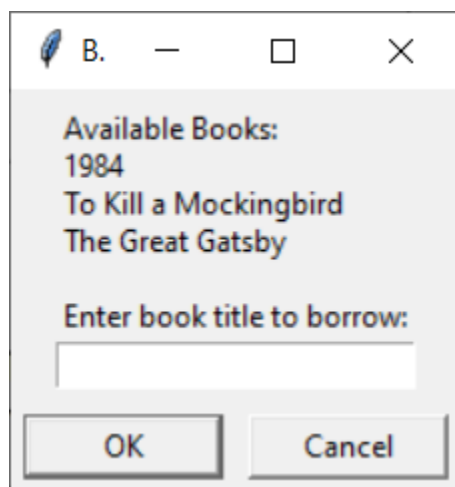 B.
Available Books:
1984
To Kill a Mockingbird
The Great Gatsby
Enter book title to borrow:
OK
Cancel